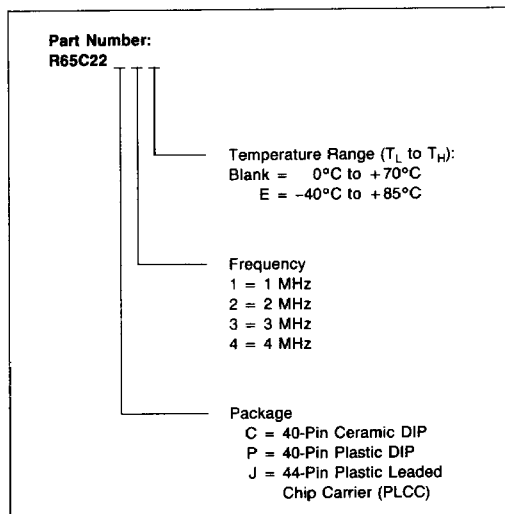 Part Number:
R65C22 _ _ _
Temperature Range (TL to TH):
Blank = 0°C to +70°C
E = –40°C to +85°C
Frequency
1 = 1 MHz
2 = 2 MHz
3 = 3 MHz
4 = 4 MHz
Package
C = 40-Pin Ceramic DIP
P = 40-Pin Plastic DIP
J = 44-Pin Plastic Leaded
Chip Carrier (PLCC)